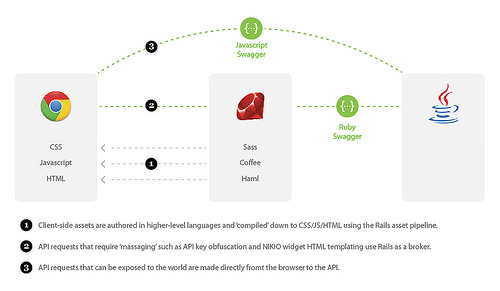 3
{··}
Javascript
Swagger
2
{··}
Ruby
Swagger
CSS
Sass
Javascript
1
Coffee
HTML
Haml
1 Client-side assets are authored in higher-level languages and 'compiled' down to CSS/JS/HTML using the Rails asset pipeline.
2 API requests that require 'massaging' such as API key obfuscation and NIKIO widget HTML templating use Rails as a broker.
3 API requests that can be exposed to the world are made directly fromt the browser to the API.